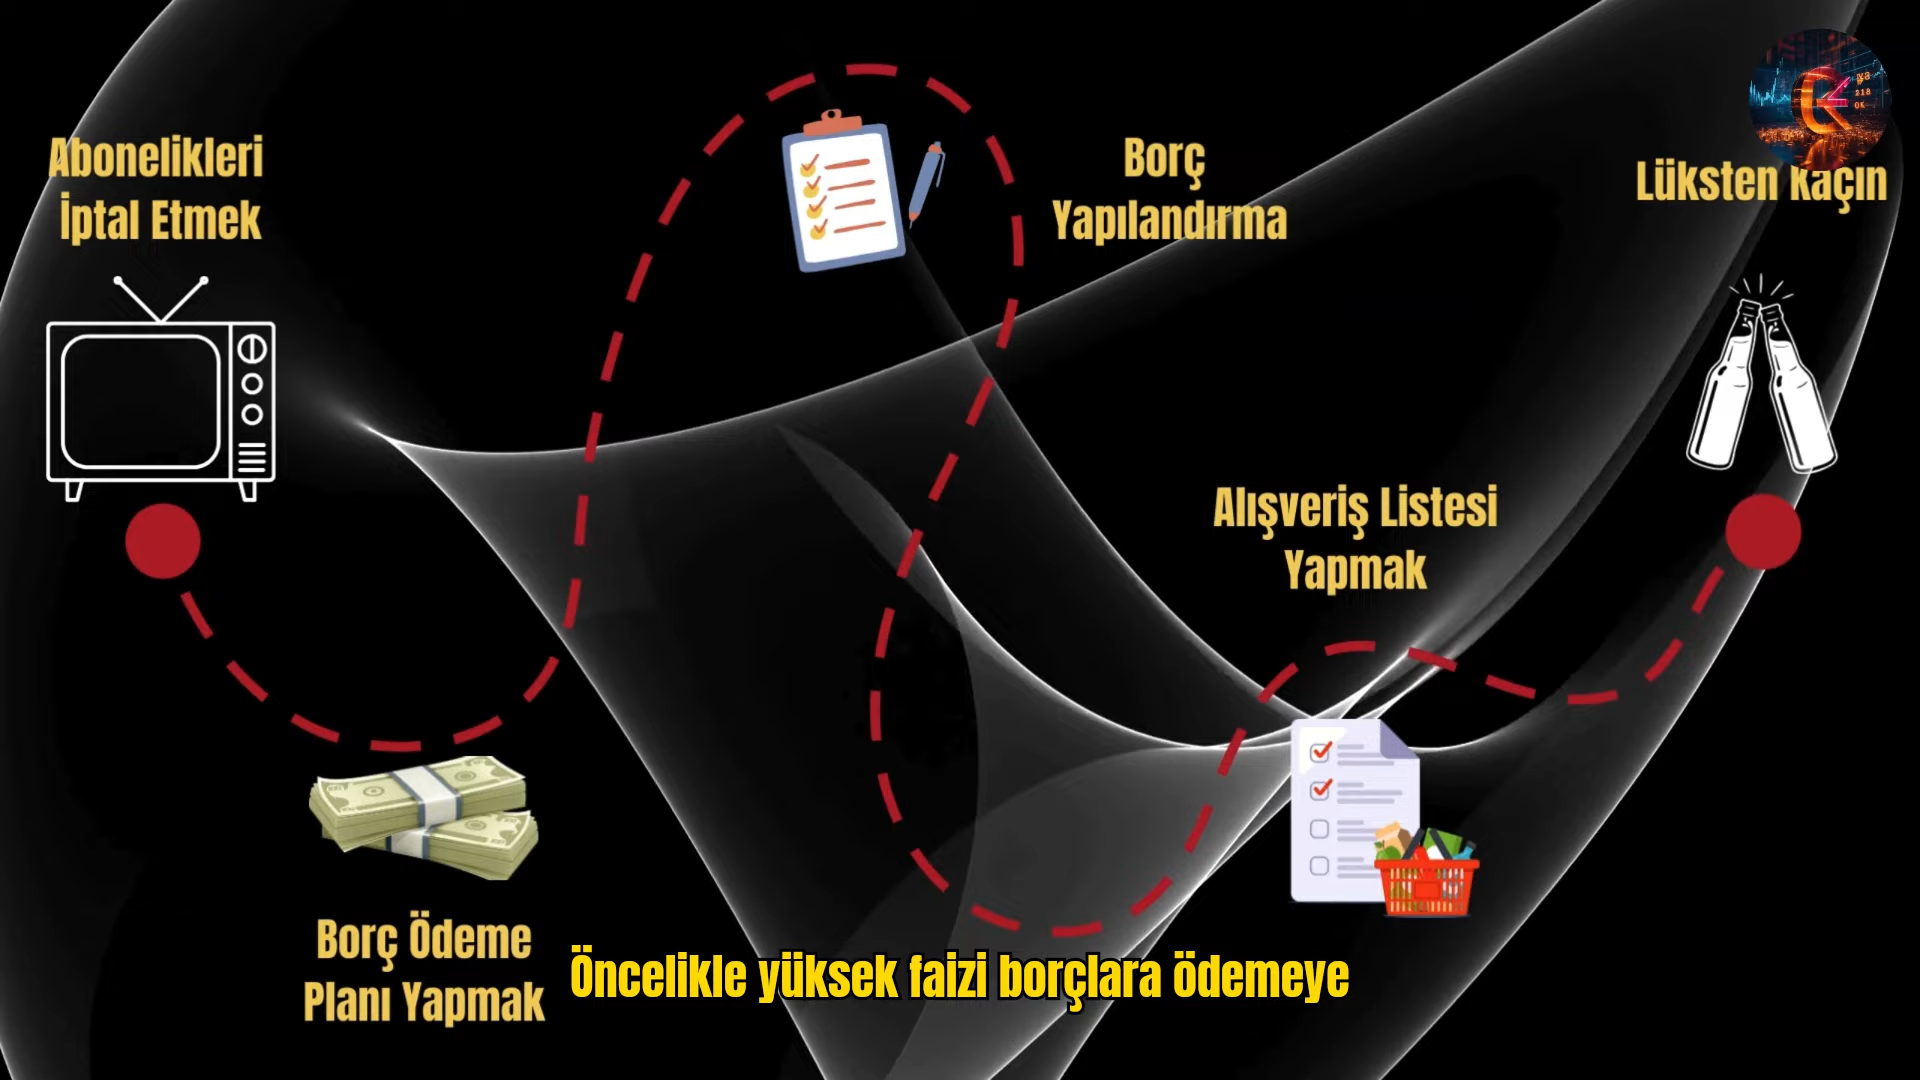 Abonelikleri
İptal Etmek
Borç
Yapılandırma
Lüksten Kaçın
Alışveriş Listesi
Yapmak
Borç Ödeme
Planı Yapmak
Öncelikle yüksek faizi borçlara ödemeye